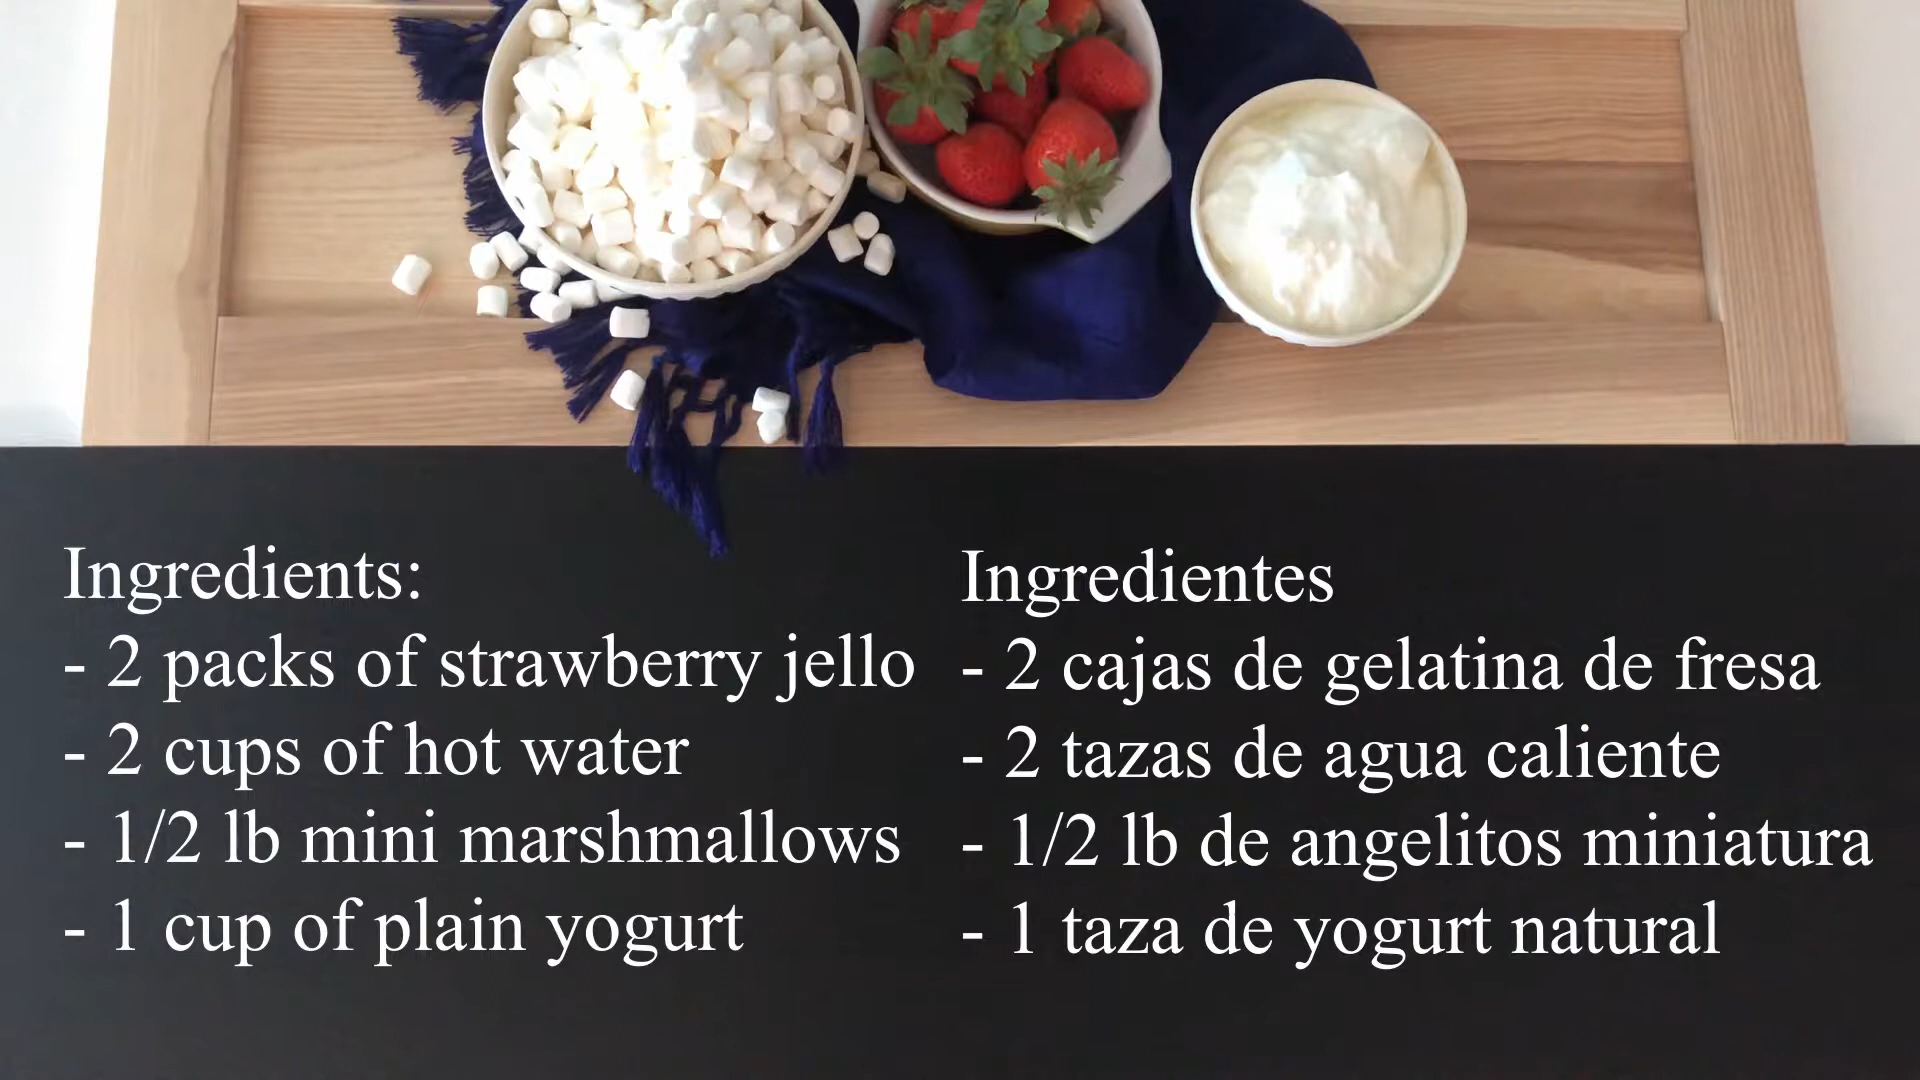 Ingredients:
- 2 packs of strawberry jello
- 2 cups of hot water
- 1/2 lb mini marshmallows
- 1 cup of plain yogurt
Ingredientes
- 2 cajas de gelatina de fresa
- 2 tazas de agua caliente
- 1/2 lb de angelitos miniatura
- 1 taza de yogurt natural